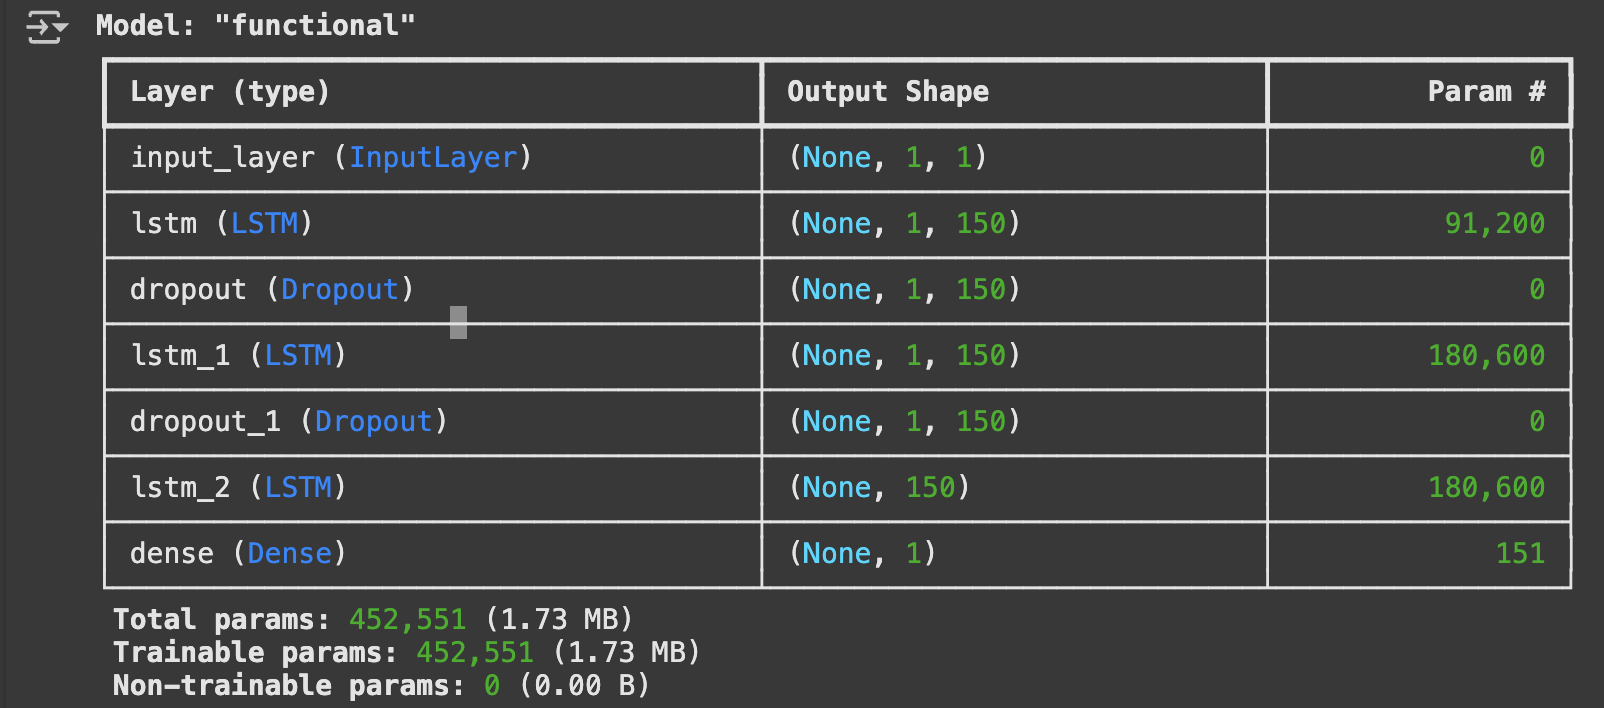 Model: "functional"
Layer (type) Output Shape Param #
input_layer (InputLayer) (None, 1, 1) 0
lstm (LSTM) (None, 1, 150) 91,200
dropout (Dropout) (None, 1, 150) 0
lstm_1 (LSTM) (None, 1, 150) 180,600
dropout_1 (Dropout) (None, 1, 150) 0
lstm_2 (LSTM) (None, 150) 180,600
dense (Dense) (None, 1) 151
Total params: 452,551 (1.73 MB)
Trainable params: 452,551 (1.73 MB)
Non-trainable params: 0 (0.00 B)